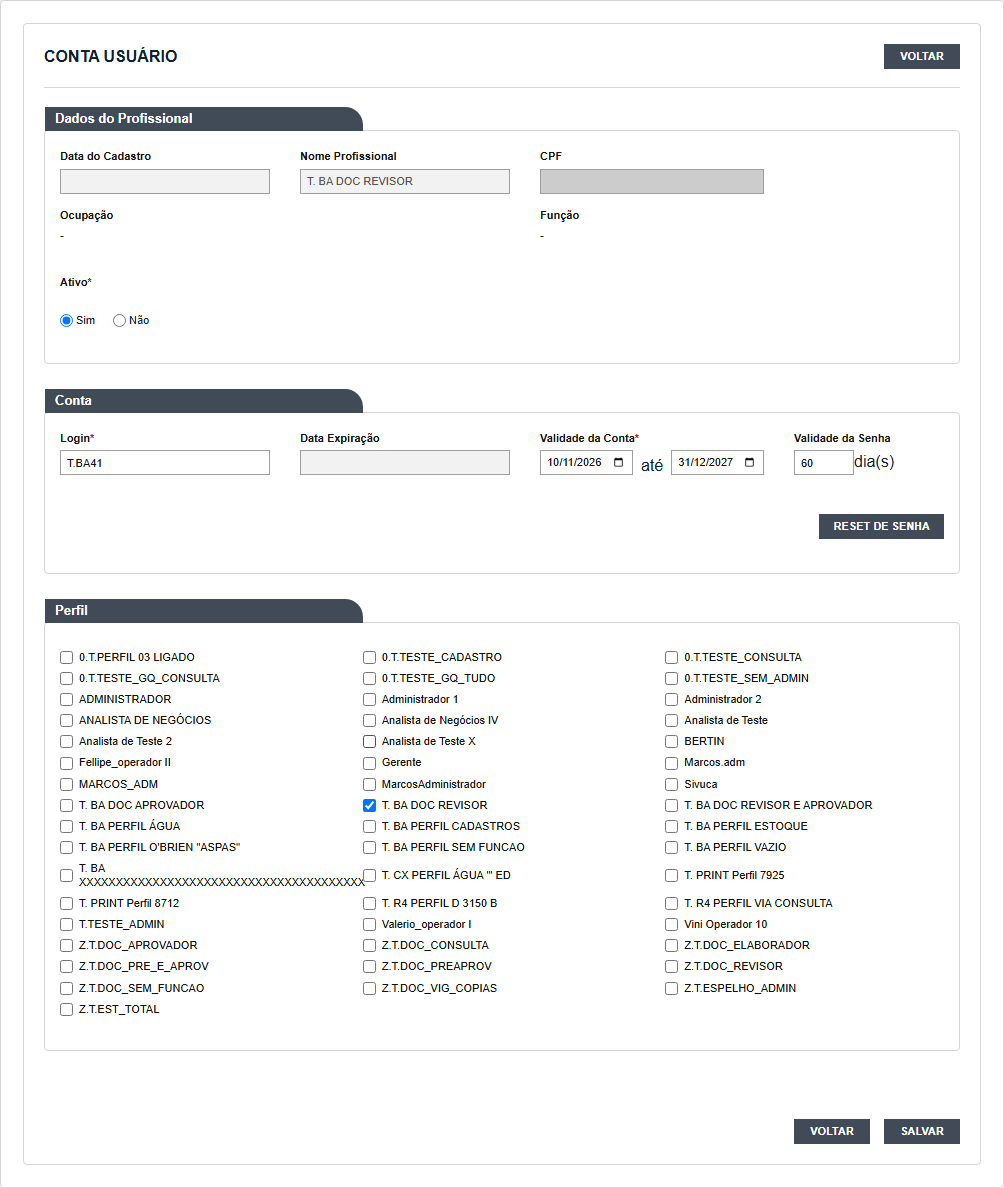 CONTA USUÁRIO
VOLTAR
Dados do Profissional
Data do Cadastro Nome Profissional CPF
T. BA DOC REVISOR
Ocupação Função
- -
Ativo*
Sim Não
Conta
Login* Data Expiração Validade da Conta* Validade da Senha
T.BA41 10/11/2026 até 31/12/2027 60 dia(s)
RESET DE SENHA
Perfil
0.T.PERFIL 03 LIGADO 0.T.TESTE_CADASTRO 0.T.TESTE_CONSULTA
0.T.TESTE_GQ_CONSULTA 0.T.TESTE_GQ_TUDO 0.T.TESTE_SEM_ADMIN
ADMINISTRADOR Administrador 1 Administrador 2
ANALISTA DE NEGÓCIOS Analista de Negócios IV Analista de Teste
Analista de Teste 2 Analista de Teste X BERTIN
Fellipe_operador II Gerente Marcos.adm
MARCOS_ADM MarcosAdministrador Sivuca
T. BA DOC APROVADOR T. BA DOC REVISOR T. BA DOC REVISOR E APROVADOR
T. BA PERFIL ÁGUA T. BA PERFIL CADASTROS T. BA PERFIL ESTOQUE
T. BA PERFIL O'BRIEN "ASPAS" T. BA PERFIL SEM FUNCAO T. BA PERFIL VAZIO
T. BA
XXXXXXXXXXXXXXXXXXXXXXXXXXXXXXXXXXXXXXX T. CX PERFIL ÁGUA '" ED T. PRINT Perfil 7925
T. PRINT Perfil 8712 T. R4 PERFIL D 3150 B T. R4 PERFIL VIA CONSULTA
T.TESTE_ADMIN Valerio_operador I Vini Operador 10
Z.T.DOC_APROVADOR Z.T.DOC_CONSULTA Z.T.DOC_ELABORADOR
Z.T.DOC_PRE_E_APROV Z.T.DOC_PREAPROV Z.T.DOC_REVISOR
Z.T.DOC_SEM_FUNCAO Z.T.DOC_VIG_COPIAS Z.T.ESPELHO_ADMIN
Z.T.EST_TOTAL
VOLTAR SALVAR